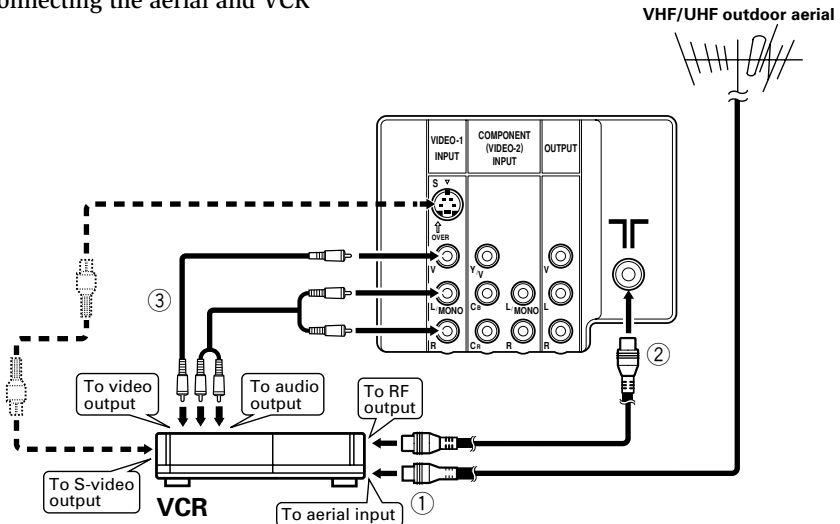 onnecting the aerial and VCR
VHF/UHF outdoor aerial
VIDEO-1
INPUT
COMPONENT
(VIDEO-2)
INPUT
OUTPUT
S
OVER
V
Y/V
V
L/MONO
CB
L/MONO
L
R
CR
R
R
③
②
To video
output
To audio
output
To RF
output
To S-video
output
VCR
①
To aerial input